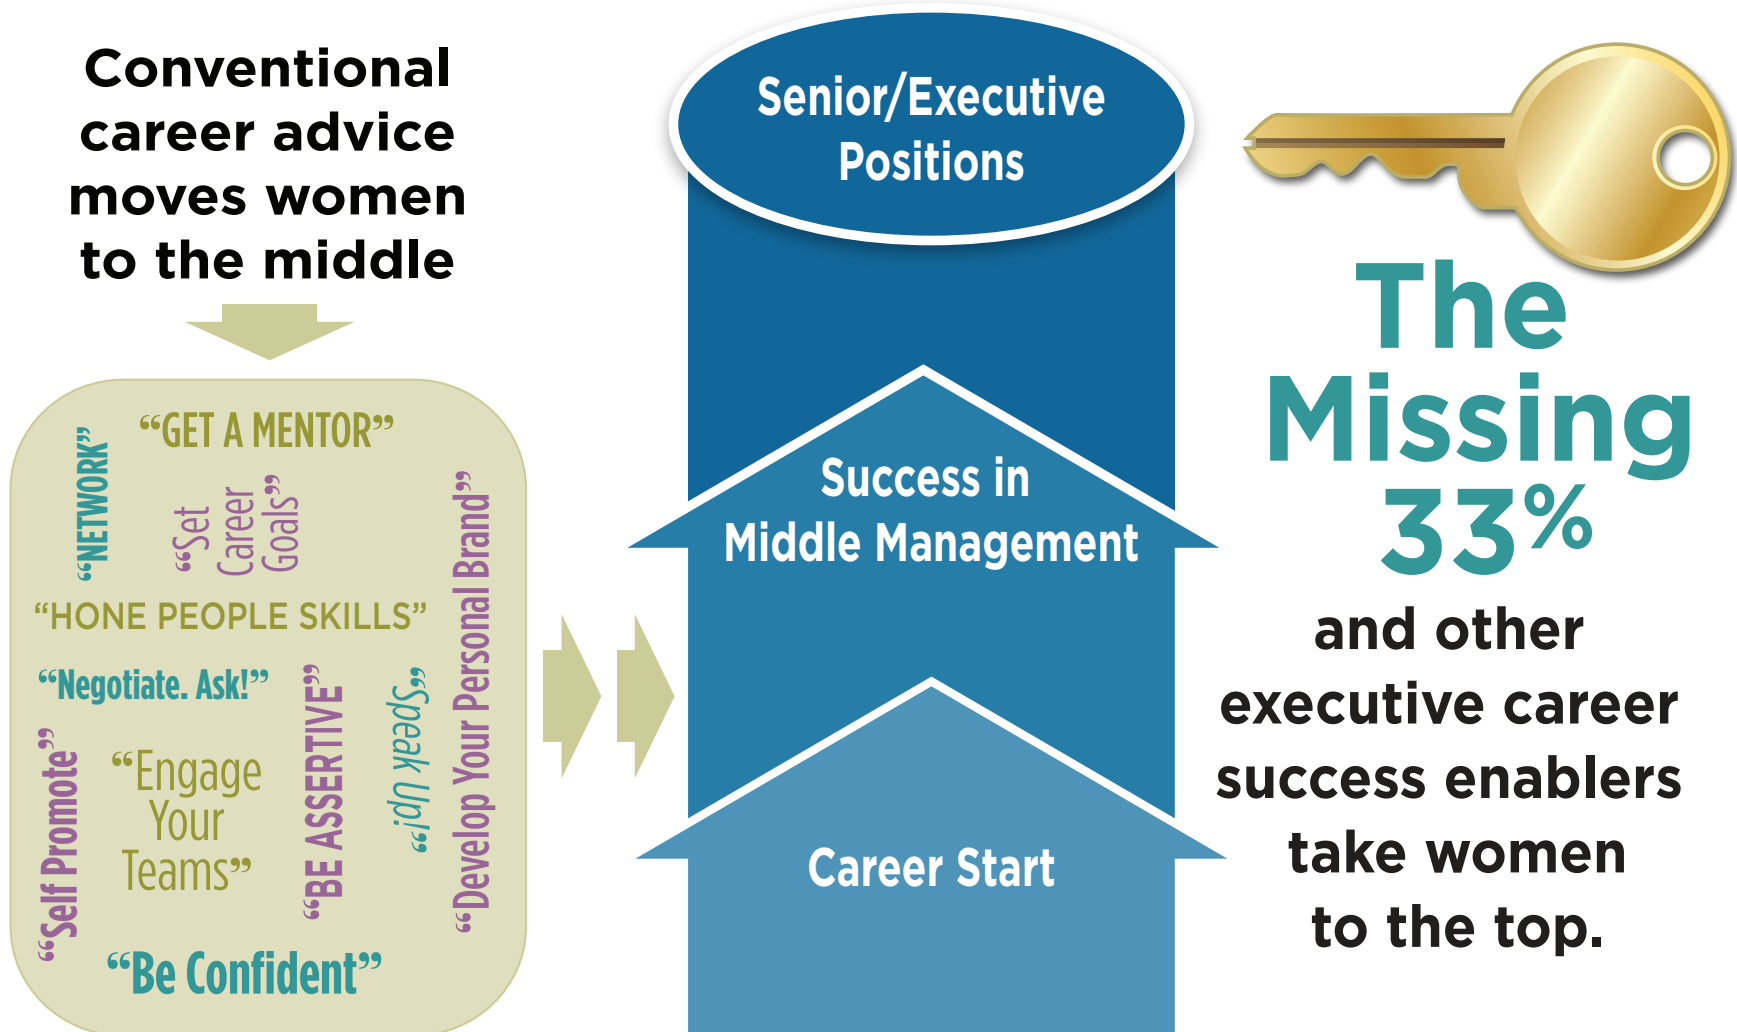 Conventional
career advice
moves women
to the middle
“GET A MENTOR”
“NETWORK”
“Set
Career
Goals”
“Develop Your Personal Brand”
“HONE PEOPLE SKILLS”
“Negotiate. Ask!”
“BE ASSERTIVE”
“Speak Up!”
“Self Promote”
“Engage
Your
Teams”
“Be Confident”
Senior/Executive
Positions
Success in
Middle Management
Career Start
The
Missing
33%
and other
executive career
success enablers
take women
to the top.